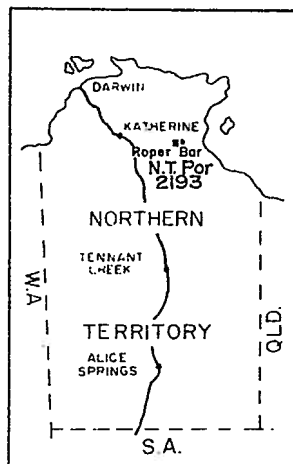 DARWIN
KATHERINE
Roper Bar
N.T. Por
2193
NORTHERN
W.A
TENNANT
CREEK
QLD.
TERRITORY
ALICE
SPRINGS
S.A.